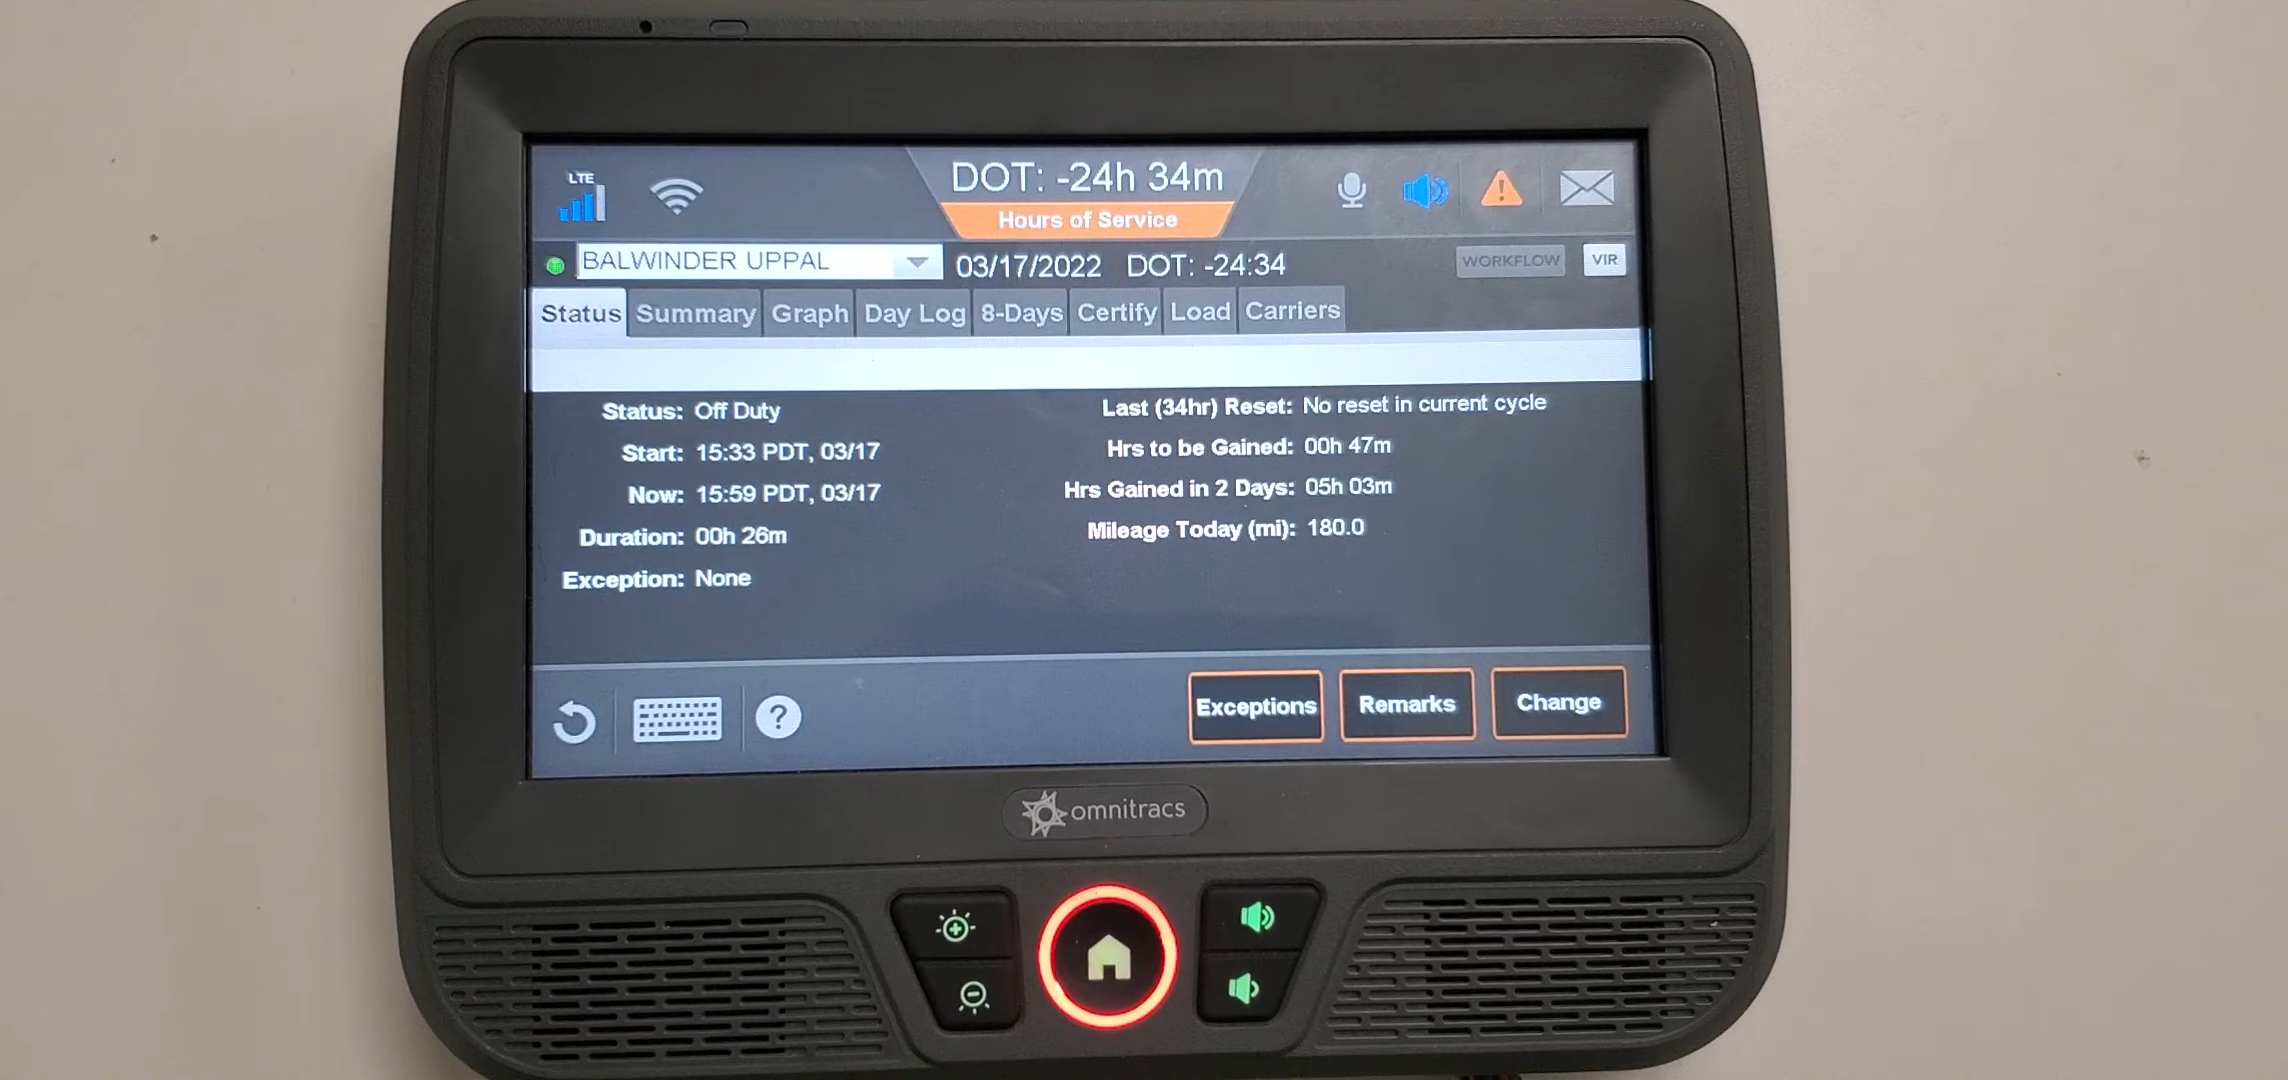 LTE
DOT: -24h 34m
Hours of Service
BALWINDER UPPAL 03/17/2022 DOT: -24:34 WORKFLOW VIR
Status Summary Graph Day Log 8-Days Certify Load Carriers
Status: Off Duty
Start: 15:33 PDT, 03/17
Now: 15:59 PDT, 03/17
Duration: 00h 26m
Exception: None
Last (34hr) Reset: No reset in current cycle
Hrs to be Gained: 00h 47m
Hrs Gained in 2 Days: 05h 03m
Mileage Today (mi): 180.0
? Exceptions Remarks Change
omnitracs